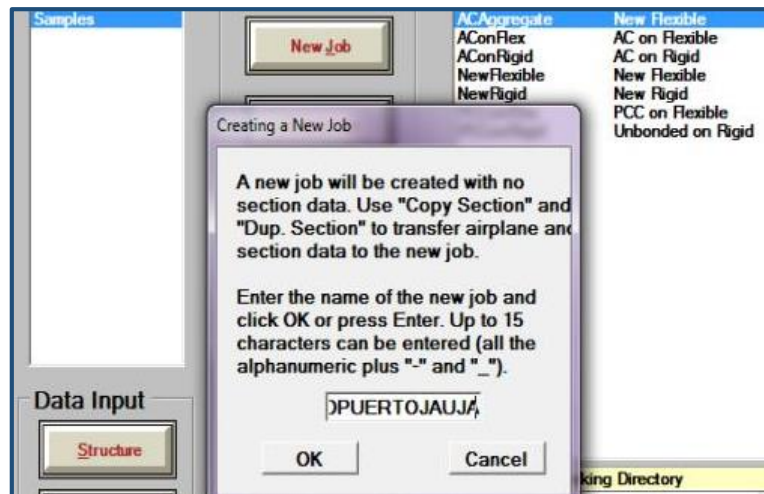 Samples
New Job
ACAggregate New Flexible
AConFlex AC on Flexible
AConRigid AC on Rigid
NewFlexible New Flexible
NewRigid New Rigid
PCC on Flexible
Unbonded on Rigid
Creating a New Job
A new job will be created with no
section data. Use "Copy Section" and
"Dup. Section" to transfer airplane and
section data to the new job.
Enter the name of the new job and
click OK or press Enter. Up to 15
characters can be entered (all the
alphanumeric plus "-" and "_").
OPUERTOJAUJA
OK Cancel
Data Input
Structure
king Directory